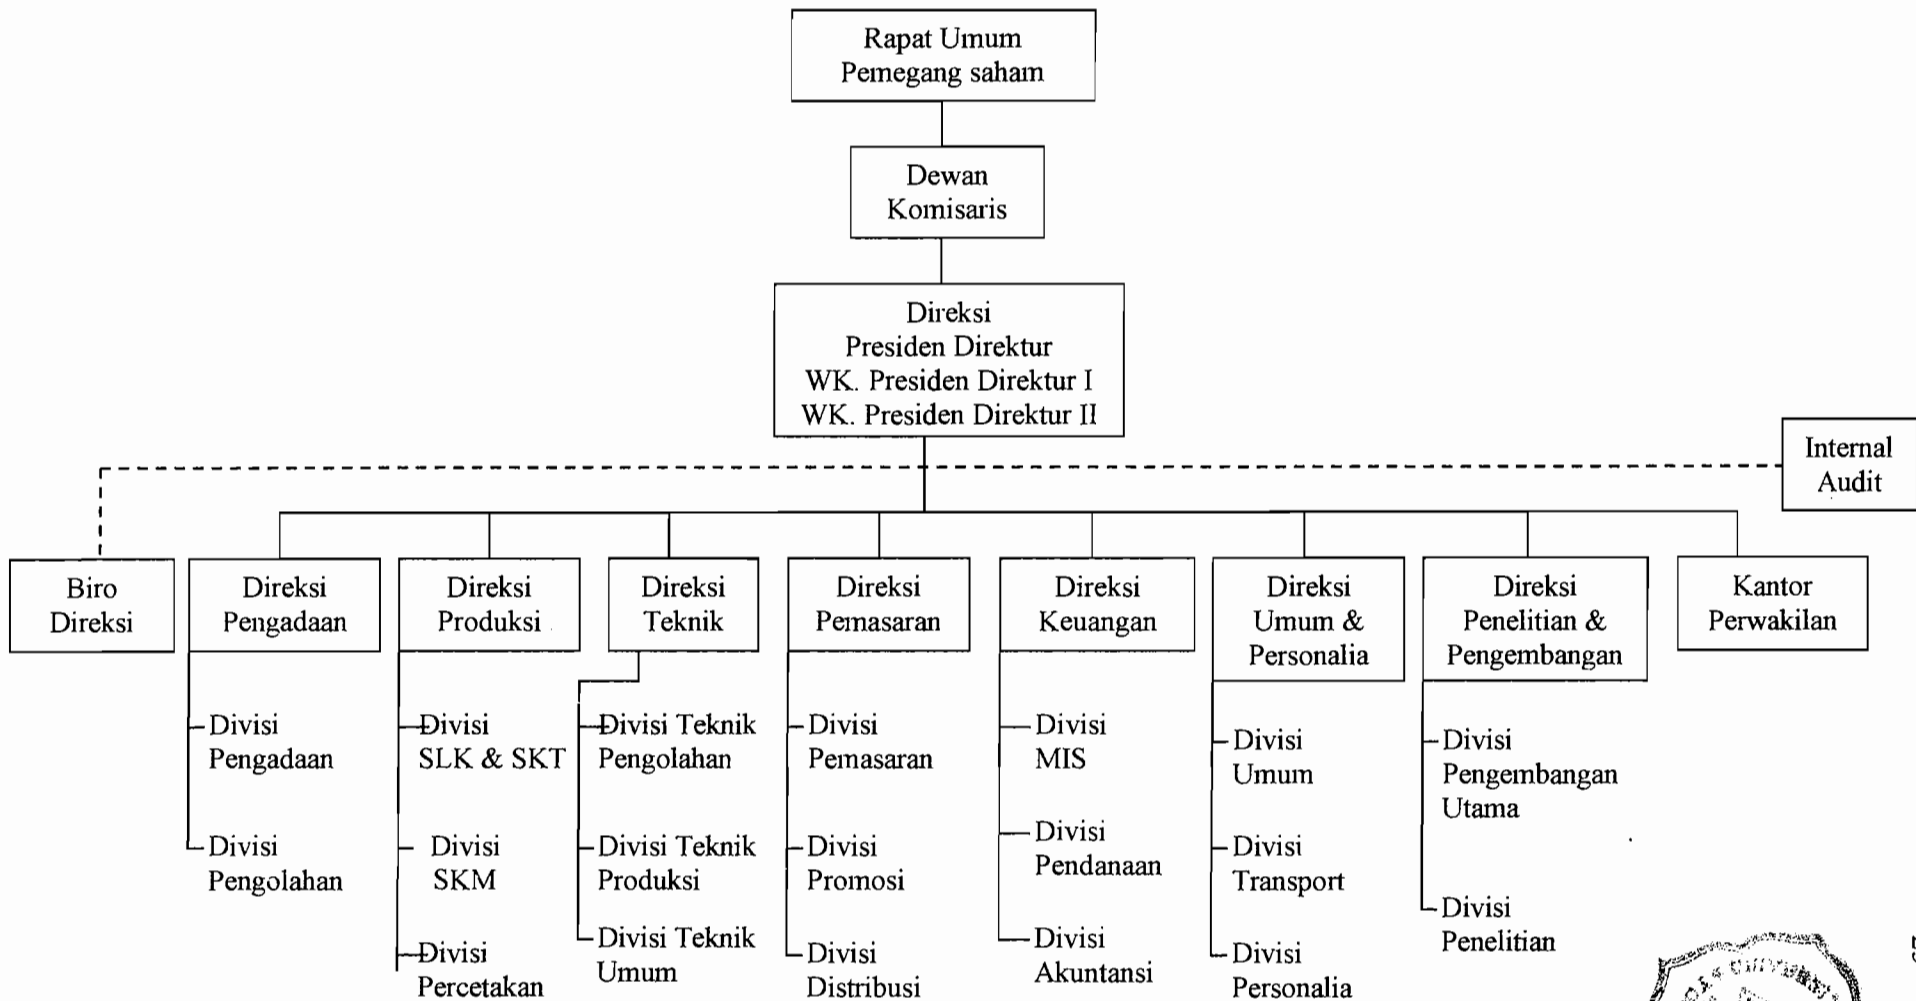 Rapat Umum
Pemegang saham
Dewan
Komisaris
Direksi
Presiden Direktur
WK. Presiden Direktur I
WK. Presiden Direktur II
Internal
Audit
Biro
Direksi
Direksi
Pengadaan
Direksi
Produksi
Direksi
Teknik
Direksi
Pemasaran
Direksi
Keuangan
Direksi
Umum &
Personalia
Direksi
Penelitian &
Pengembangan
Kantor
Perwakilan
Divisi
Pengadaan
Divisi
Pengolahan
Divisi
SLK & SKT
Divisi
SKM
Divisi
Percetakan
Divisi Teknik
Pengolahan
Divisi Teknik
Produksi
Divisi Teknik
Umum
Divisi
Pemasaran
Divisi
Promosi
Divisi
Distribusi
Divisi
MIS
Divisi
Pendanaan
Divisi
Akuntansi
Divisi
Umum
Divisi
Transport
Divisi
Personalia
Divisi
Pengembangan
Utama
Divisi
Penelitian